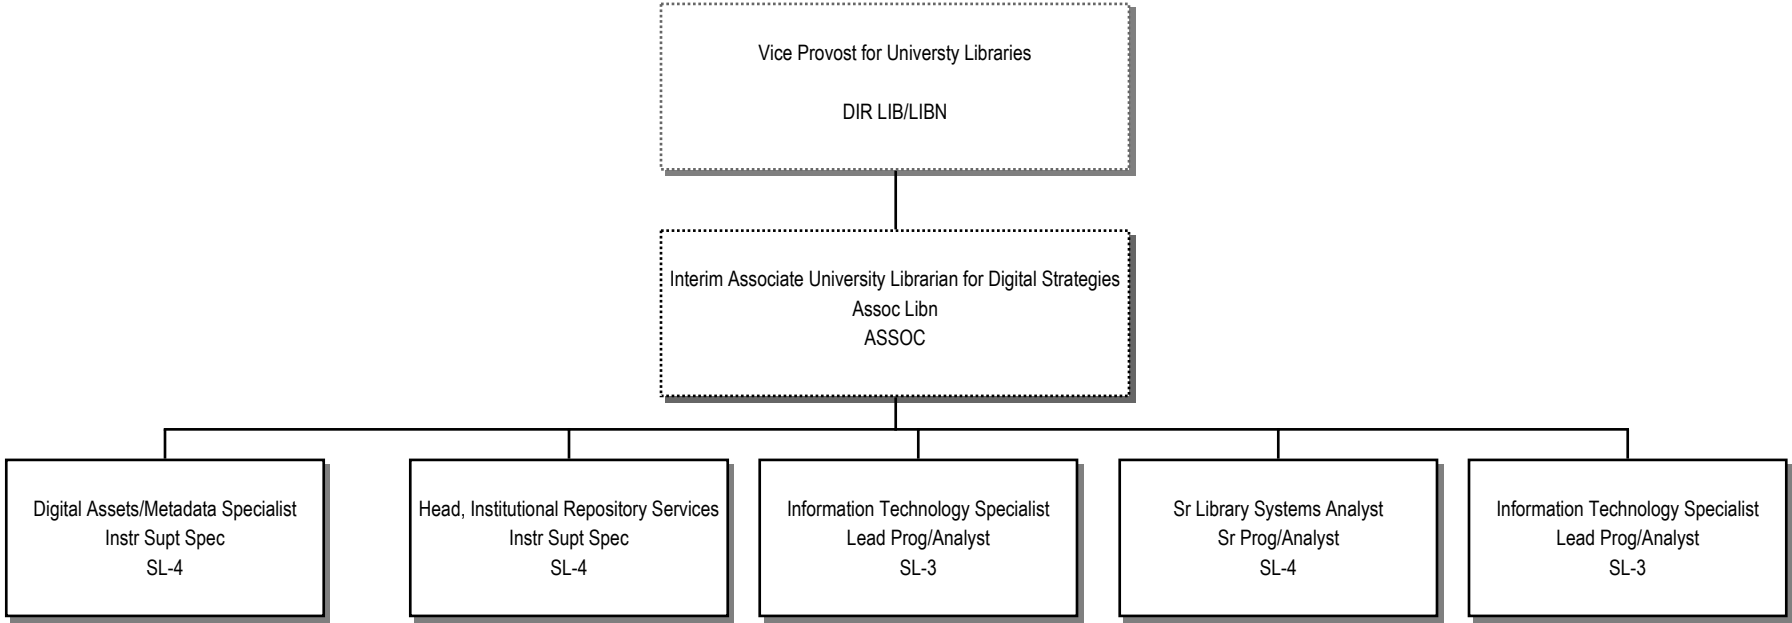 Vice Provost for Universty Libraries
DIR LIB/LIBN
Interim Associate University Librarian for Digital Strategies
Assoc Libn
ASSOC
Digital Assets/Metadata Specialist
Instr Supt Spec
SL-4
Head, Institutional Repository Services
Instr Supt Spec
SL-4
Information Technology Specialist
Lead Prog/Analyst
SL-3
Sr Library Systems Analyst
Sr Prog/Analyst
SL-4
Information Technology Specialist
Lead Prog/Analyst
SL-3